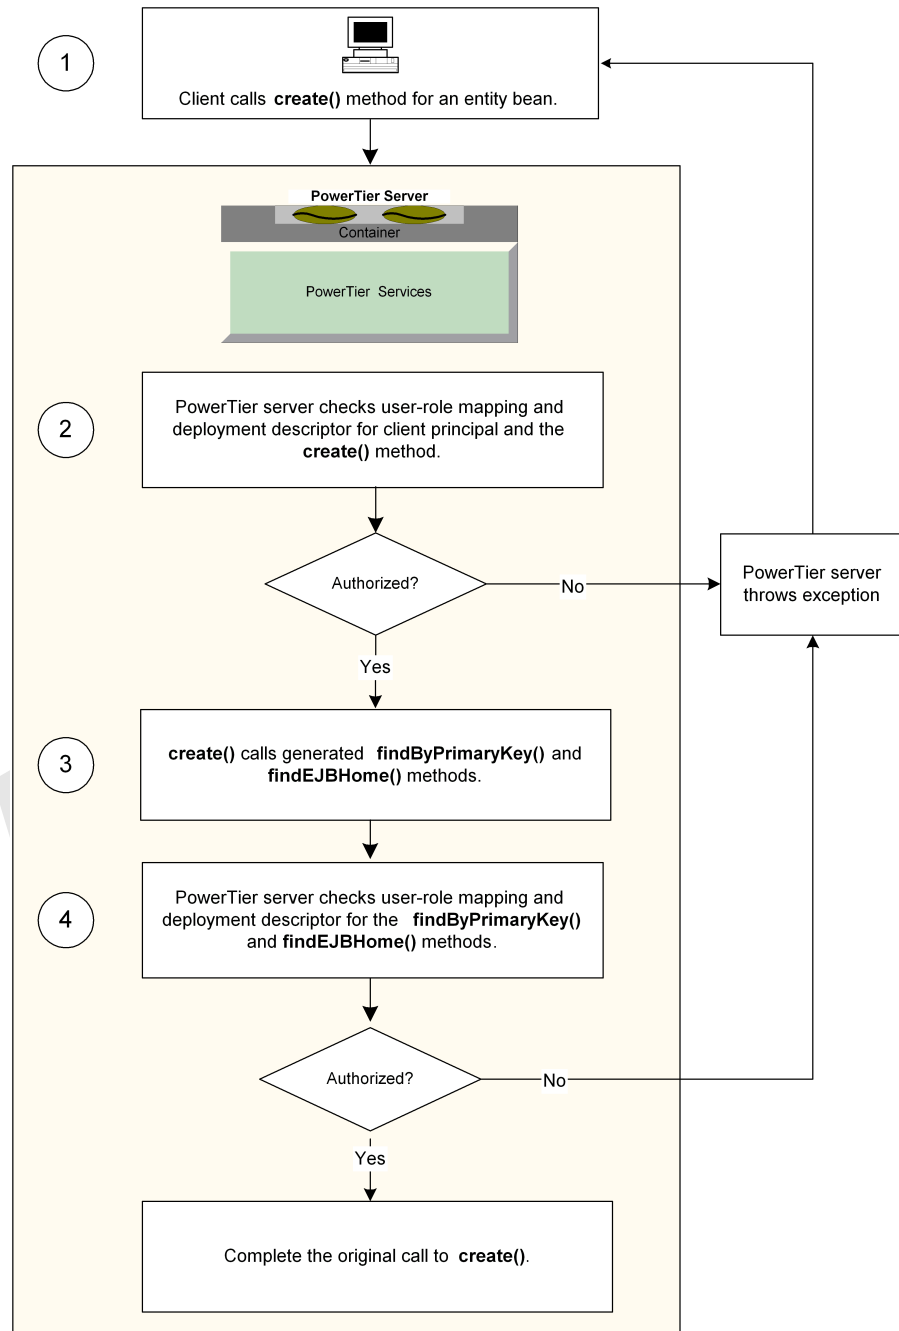 1
Client calls create() method for an entity bean.
PowerTier Server
Container
PowerTier Services
2
PowerTier server checks user-role mapping and
deployment descriptor for client principal and the
create() method.
Authorized?
No
PowerTier server
throws exception
Yes
3
create() calls generated findByPrimaryKey() and
findEJBHome() methods.
4
PowerTier server checks user-role mapping and
deployment descriptor for the findByPrimaryKey()
and findEJBHome() methods.
Authorized?
No
Yes
Complete the original call to create().